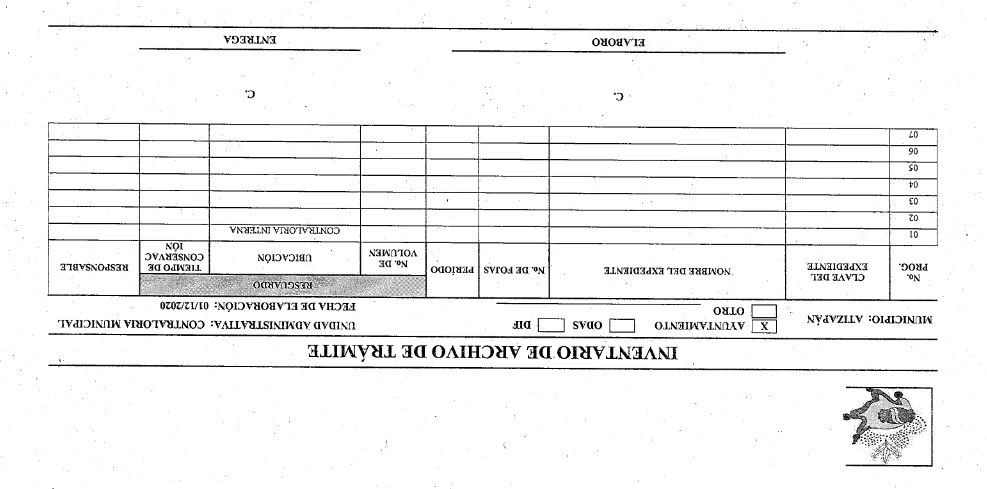 INVENTARIO DE ARCHIVO DE TRÁMITE
MUNICIPIO: ATIZAPÁN X AYUNTAMIENTO ODAS DIF UNIDAD ADMINISTRATIVA: CONTRALORIA MUNICIPAL
OTRO FECHA DE ELABORACIÓN: 01/12/2020
No. PROG. CLAVE DEL EXPEDIENTE NOMBRE DEL EXPEDIENTE No. DE FOJAS PERÍODO No. DE VOLUMEN RESGUARDO UBICACIÓN TIEMPO DE CONSERVAC IÓN RESPONSABLE
01 CONTRALORIA INTERNA
02
03
04
05
06
07
C. C.
ELABORO ENTREGA